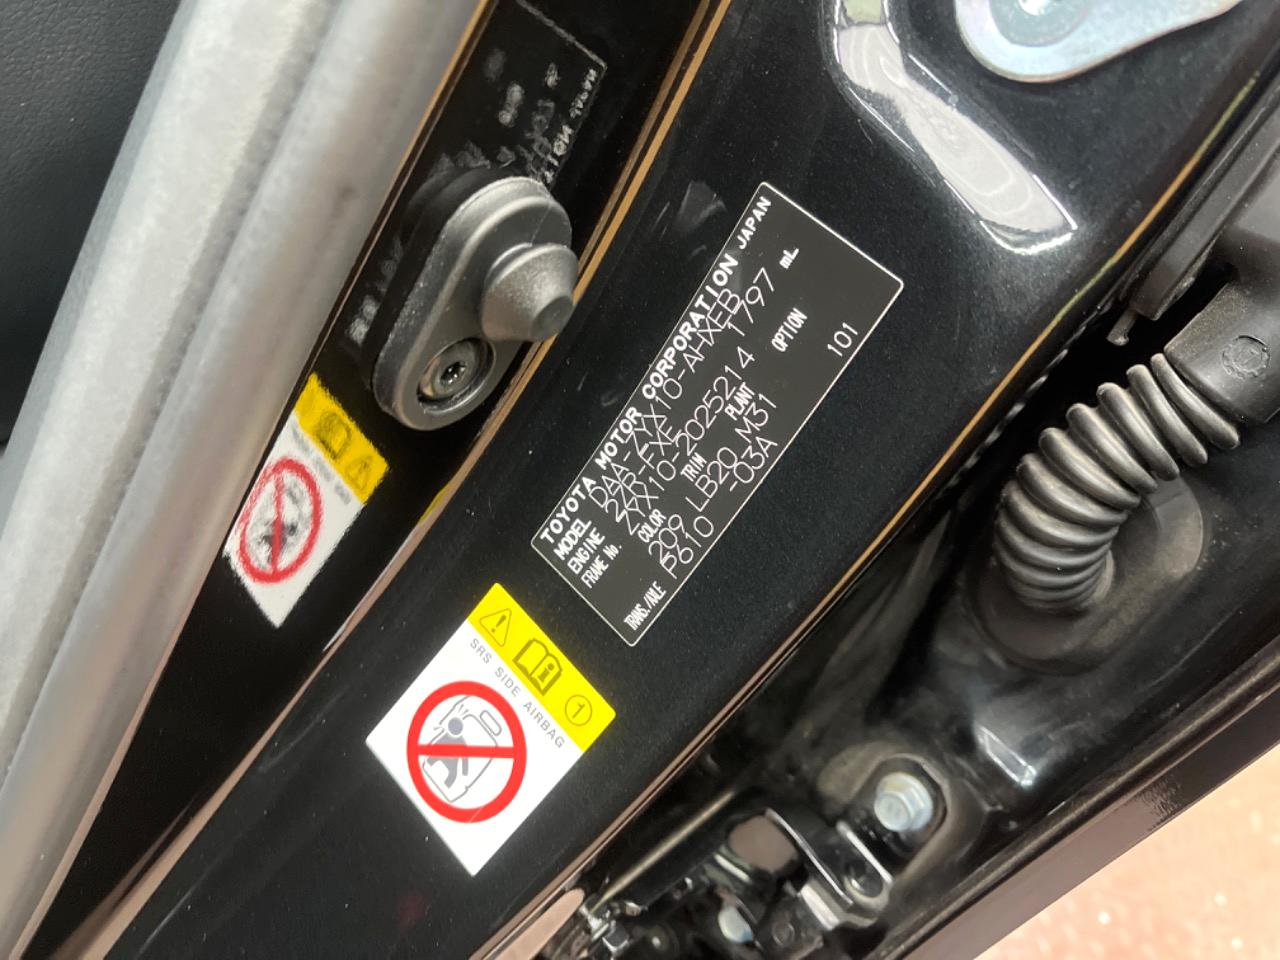 TOYOTA MOTOR CORPORATION JAPAN
MODEL DAA-ZYX10-AHXEB
ENGINE 2ZR-FXE 1797 mL
FRAME No. ZYX10-2025214
COLOR TRIM PLANT OPTION
209 LB20 M31
TRANS./AXLE P610 -03A 101
SRS SIDE AIRBAG
1